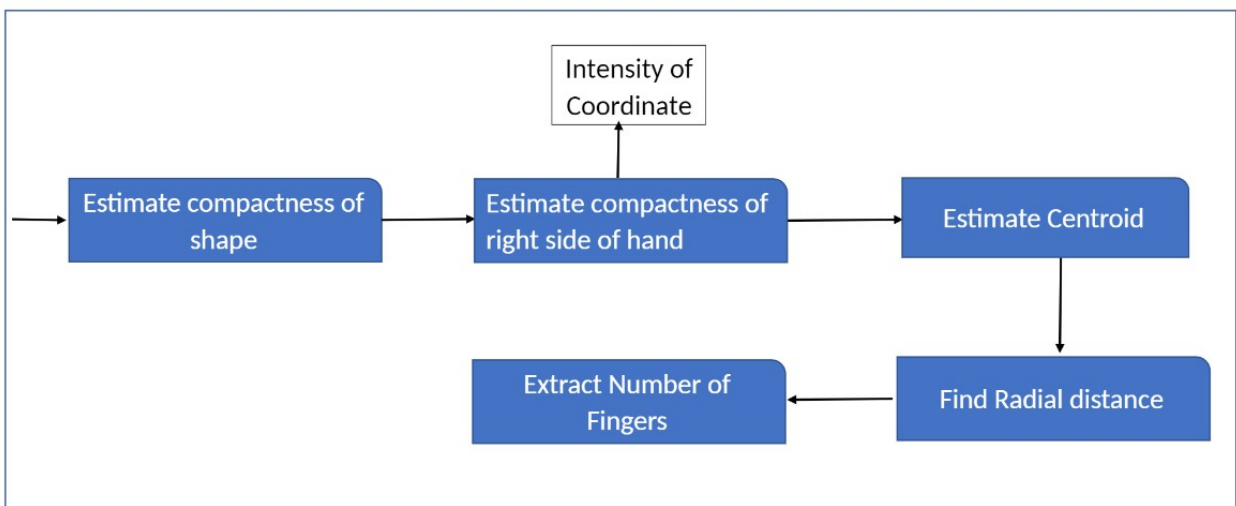 Intensity of
Coordinate
Estimate compactness of
shape
Estimate compactness of
right side of hand
Estimate Centroid
Find Radial distance
Extract Number of
Fingers